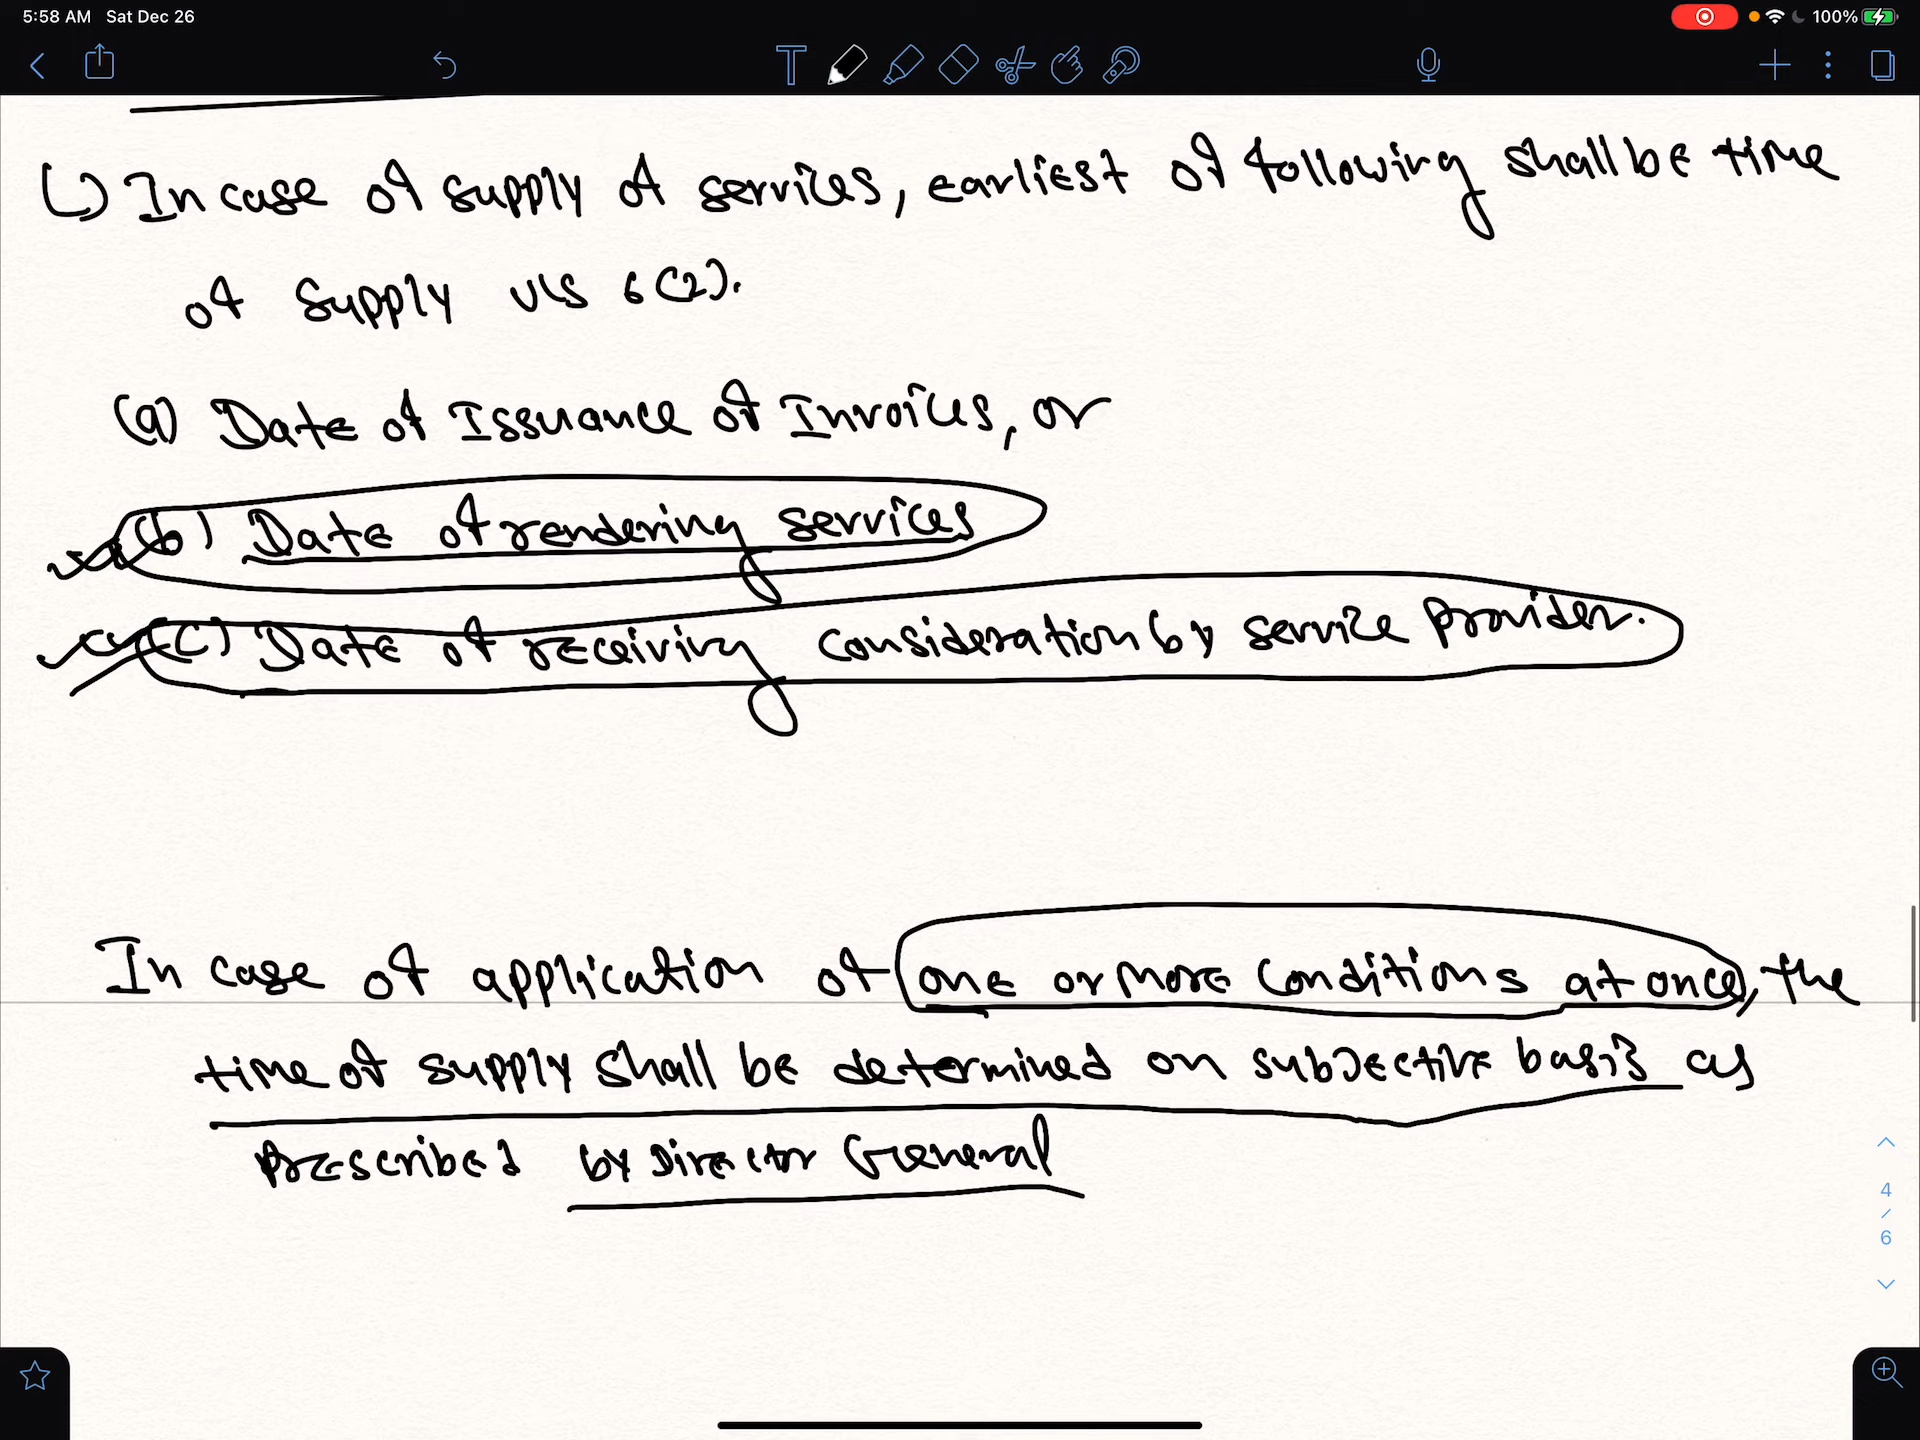 5:58 AM Sat Dec 26
100%
(i) In case of supply of services, earliest of following shall be time
of supply u/s 6(2).
(a) Date of Issuance of Invoices, or
(b) Date of rendering services
(c) Date of receiving consideration by service provider.
In case of application of one or more conditions at once, the
time of supply shall be determined on subjective basis as
prescribed by Director General
4
/
6